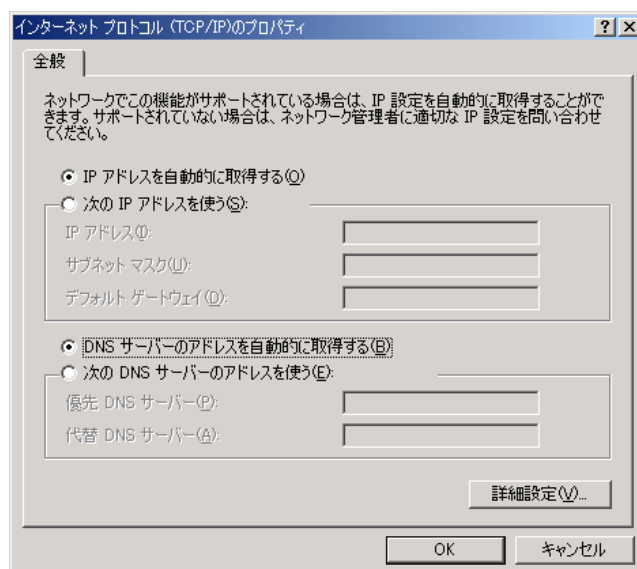 インターネット プロトコル (TCP/IP)のプロパティ
全般
ネットワークでこの機能がサポートされている場合は、IP 設定を自動的に取得することがで
きます。サポートされていない場合は、ネットワーク管理者に適切な IP 設定を問い合わせ
てください。
IP アドレスを自動的に取得する(O)
次の IP アドレスを使う(S):
IP アドレス(I):
サブネット マスク(U):
デフォルト ゲートウェイ(D):
DNS サーバーのアドレスを自動的に取得する(B)
次の DNS サーバーのアドレスを使う(E):
優先 DNS サーバー(P):
代替 DNS サーバー(A):
詳細設定(V)...
OK
キャンセル